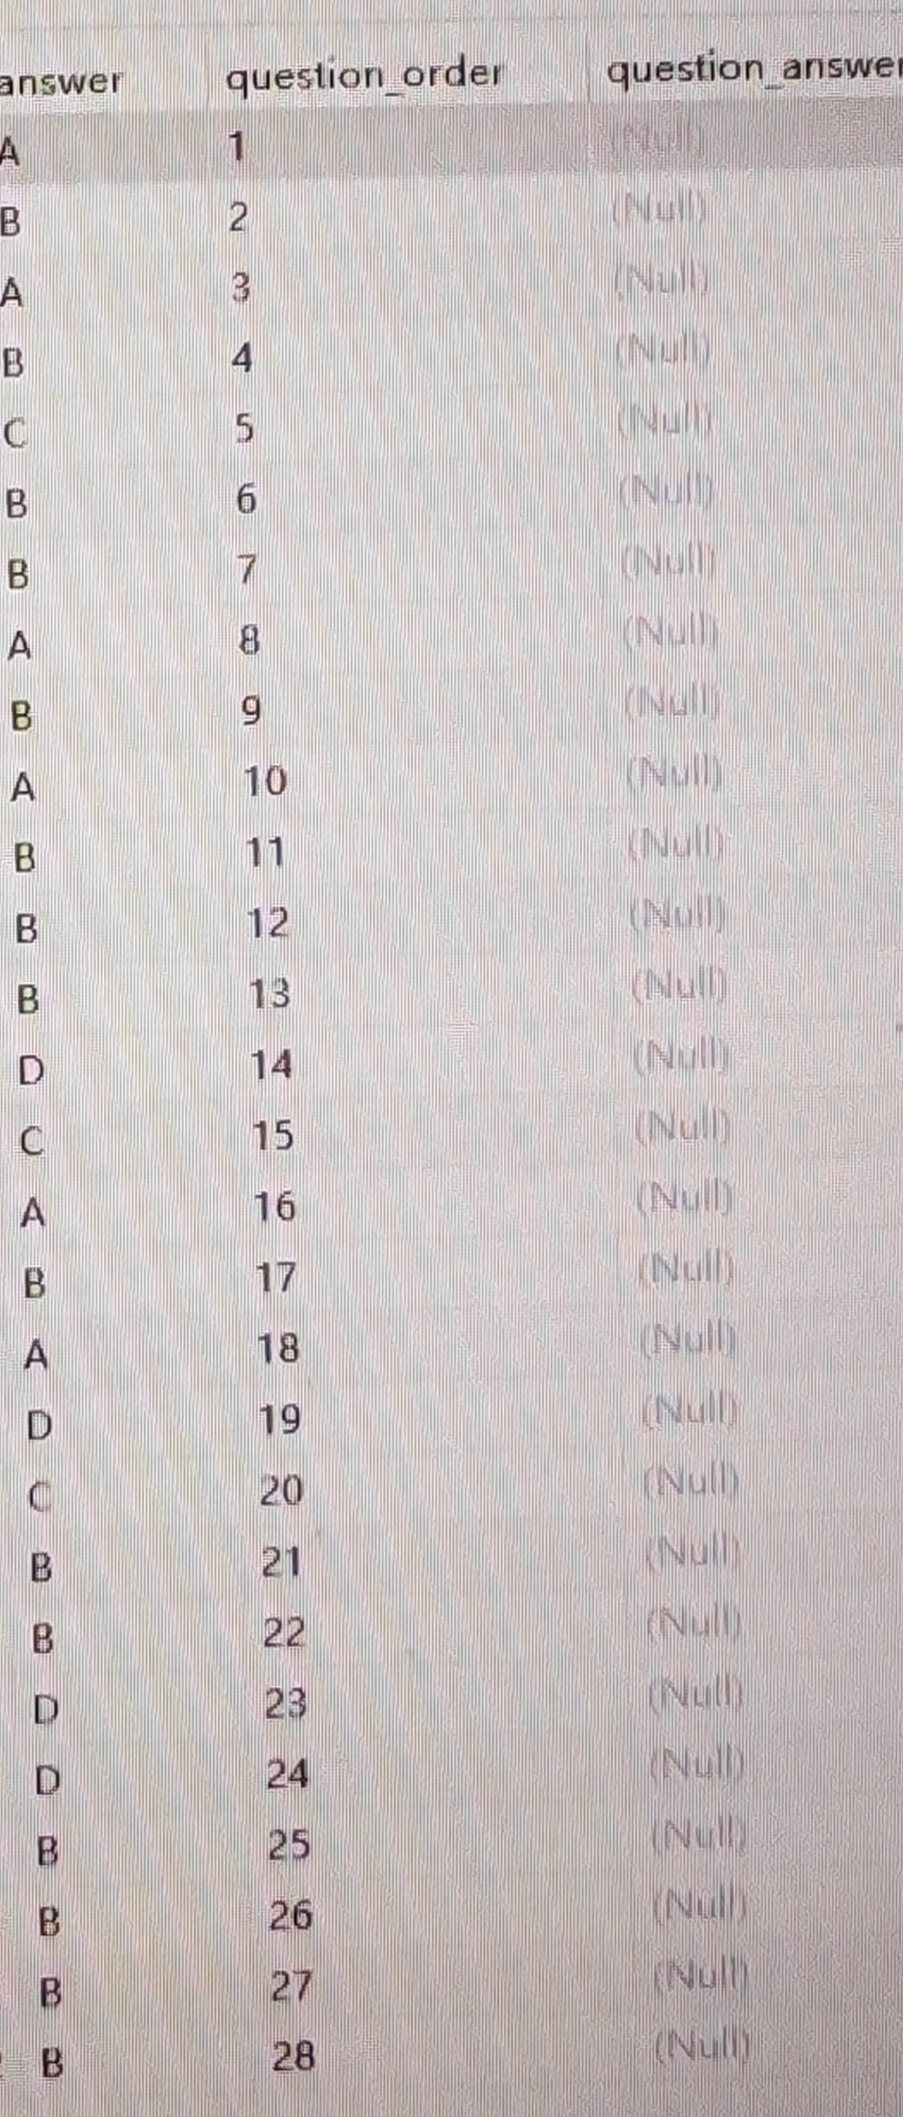 answer question_order question_answer
A 1 (Null)
B 2 (Null)
A 3 (Null)
B 4 (Null)
C 5 (Null)
B 6 (Null)
B 7 (Null)
A 8 (Null)
B 9 (Null)
A 10 (Null)
B 11 (Null)
B 12 (Null)
B 13 (Null)
D 14 (Null)
C 15 (Null)
A 16 (Null)
B 17 (Null)
A 18 (Null)
D 19 (Null)
C 20 (Null)
B 21 (Null)
B 22 (Null)
D 23 (Null)
D 24 (Null)
B 25 (Null)
B 26 (Null)
B 27 (Null)
B 28 (Null)